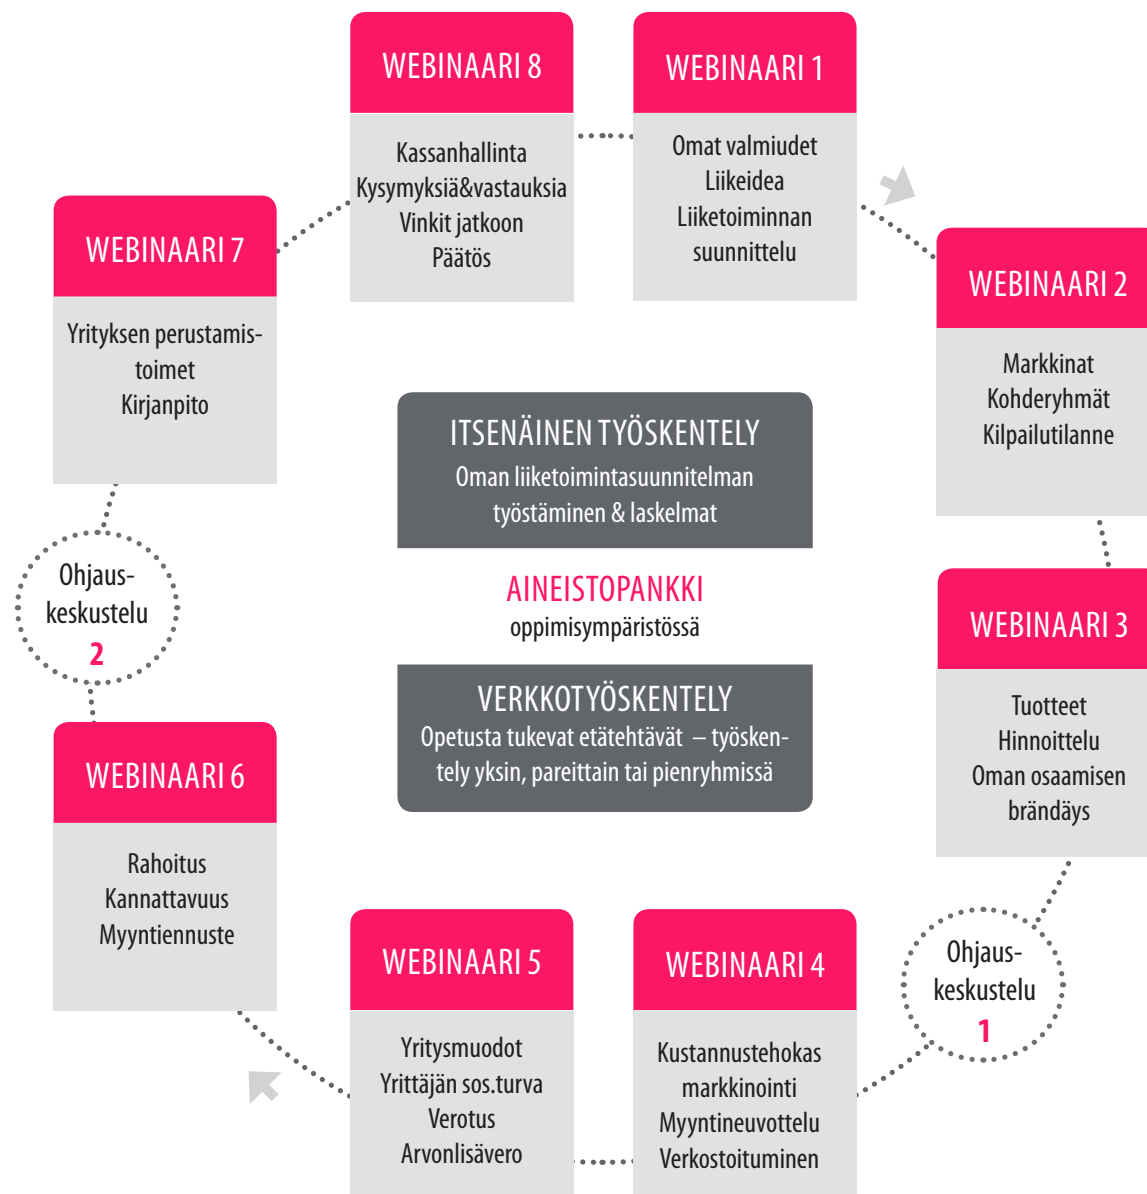 WEBINAARI 1
Omat valmiudet
Liikeidea
Liiketoiminnan
suunnittelu
WEBINAARI 2
Markkinat
Kohderyhmät
Kilpailutilanne
WEBINAARI 3
Tuotteet
Hinnoittelu
Oman osaamisen
brändäys
Ohjaus-
keskustelu
1
WEBINAARI 4
Kustannustehokas
markkinointi
Myyntineuvottelu
Verkostoituminen
WEBINAARI 5
Yritysmuodot
Yrittäjän sos.turva
Verotus
Arvonlisävero
WEBINAARI 6
Rahoitus
Kannattavuus
Myyntiennuste
Ohjaus-
keskustelu
2
WEBINAARI 7
Yrityksen perustamis-
toimet
Kirjanpito
WEBINAARI 8
Kassanhallinta
Kysymyksiä&vastauksia
Vinkit jatkoon
Päätös
ITSENÄINEN TYÖSKENTELY
Oman liiketoimintasuunnitelman
työstäminen & laskelmat
AINEISTOPANKKI
oppimisympäristössä
VERKKOTYÖSKENTELY
Opetusta tukevat etätehtävät – työsken-
tely yksin, pareittain tai pienryhmissä